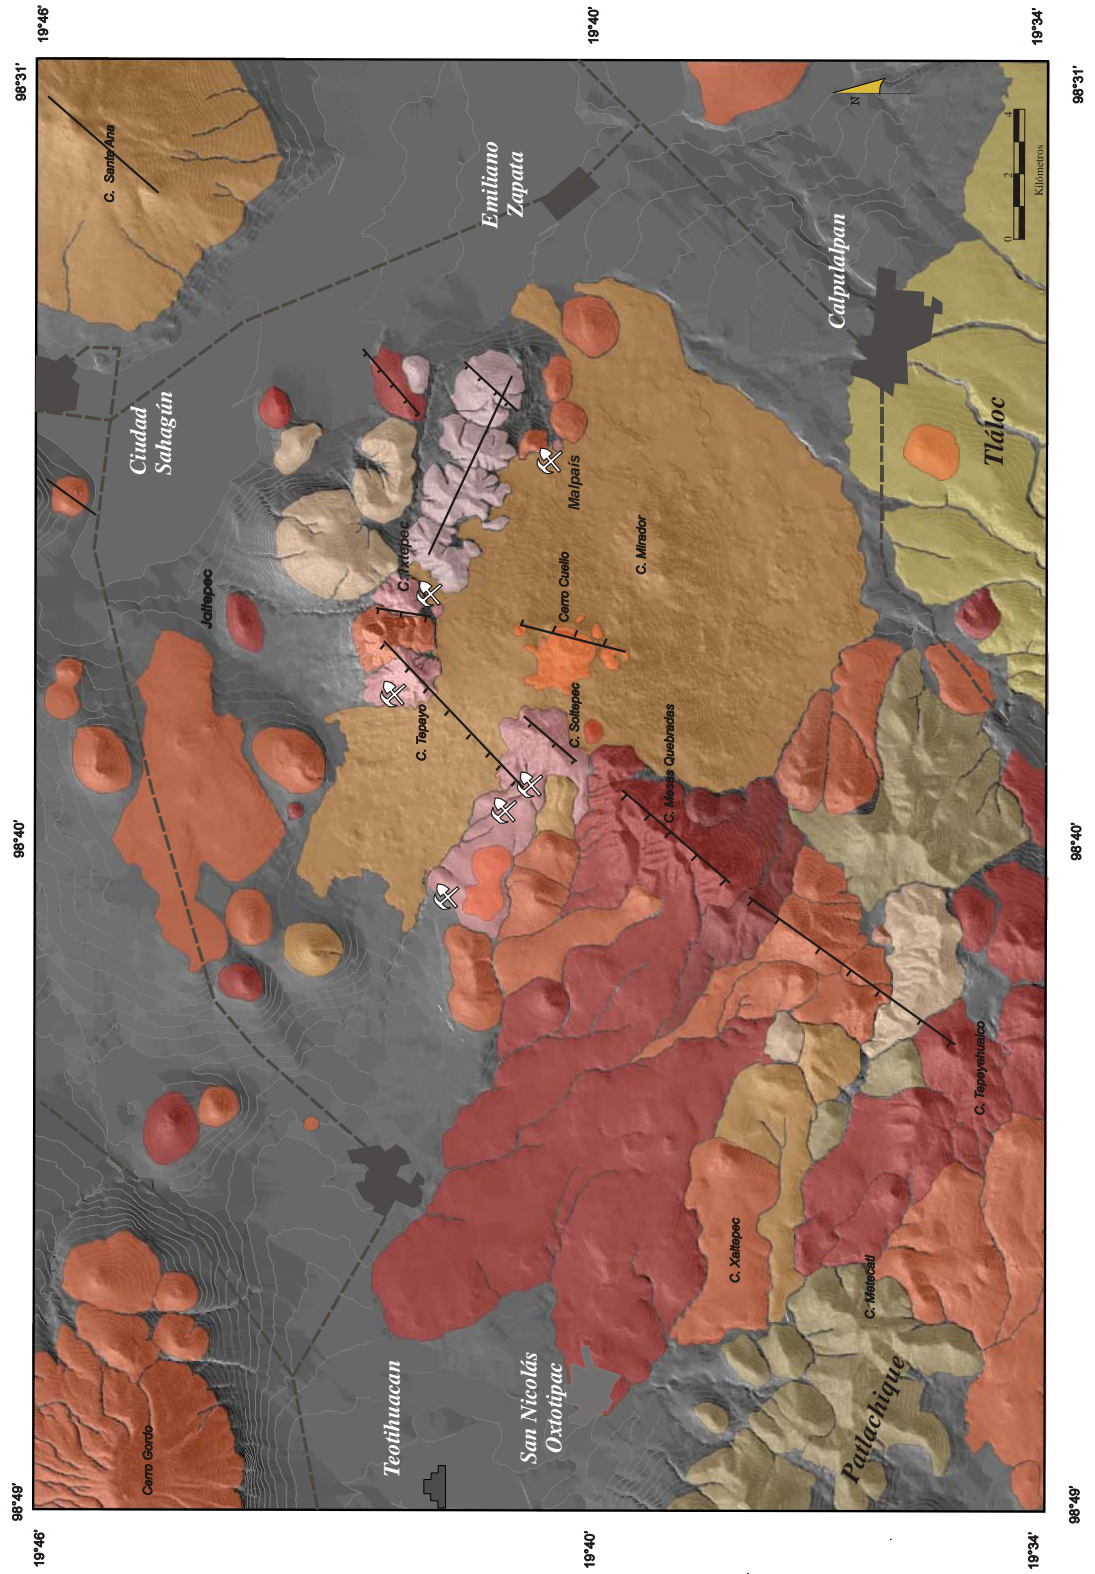 98°49'
98°40'
98°31'
19°46'
19°40'
19°34'
19°46'
19°40'
19°34'
98°49'
98°40'
98°31'
Cerro Gordo
Jaltepec
Ciudad
Sahagún
C. Santa Ana
Teotihuacan
C. Tepayo
C. Ixtepec
Emiliano
Zapata
San Nicolás
Oxtotipac
C. Soltepec
Cerro Cuello
Malpaís
C. Xaltepec
C. Mesas Quebradas
C. Mirador
Patlachique
C. Metecatl
Calpulalpan
C. Tepeyehualco
Tláloc
N
0
2
4
Kilómetros